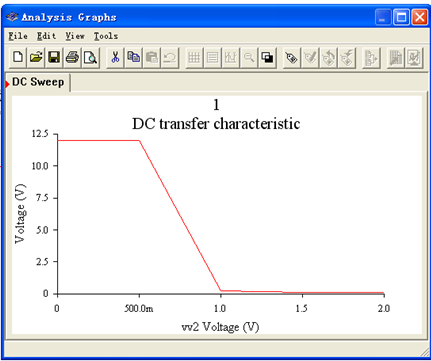 Analysis Graphs
File Edit View Tools
DC Sweep
1
DC transfer characteristic
12.5
10.0
7.5
5.0
2.5
0
Voltage (V)
0 500.0m 1.0 1.5 2.0
vv2 Voltage (V)